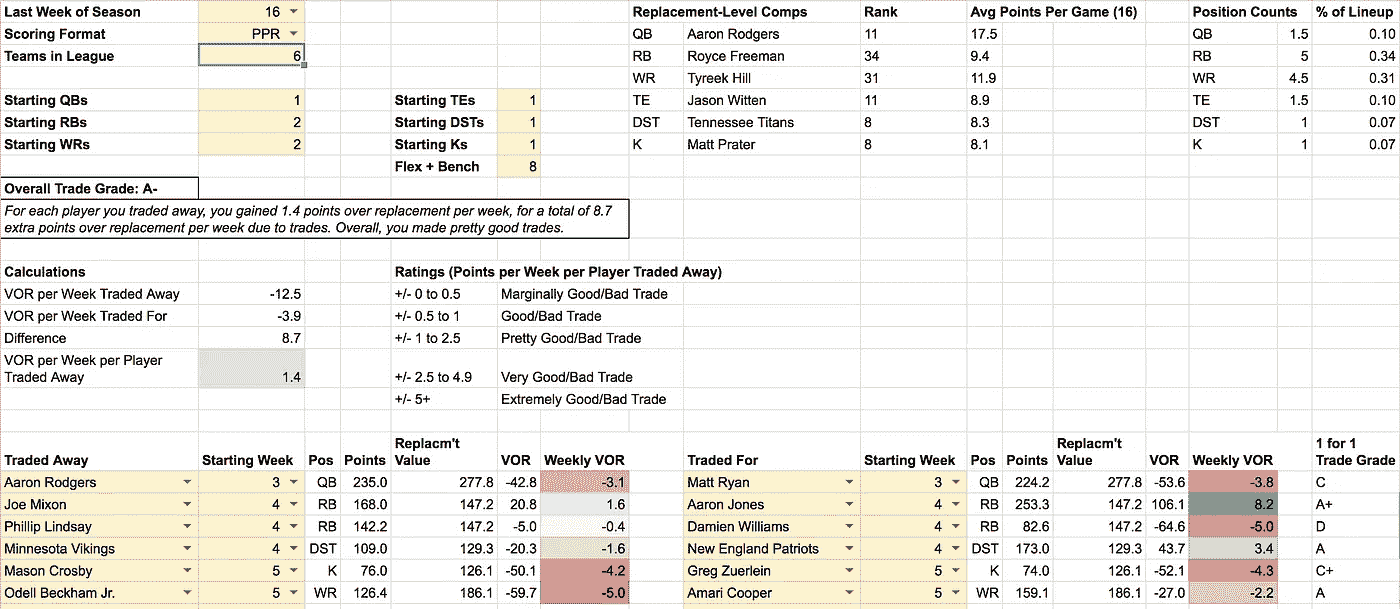 Last Week of Season 16 Replacement-Level Comps Rank Avg Points Per Game (16) Position Counts % of Lineup
Scoring Format PPR QB Aaron Rodgers 11 17.5 QB 1.5 0.10
Teams in League 6 RB Royce Freeman 34 9.4 RB 5 0.34
WR Tyreek Hill 31 11.9 WR 4.5 0.31
Starting QBs 1 Starting TEs 1 TE Jason Witten 11 8.9 TE 1.5 0.10
Starting RBs 2 Starting DSTs 1 DST Tennessee Titans 8 8.3 DST 1 0.07
Starting WRs 2 Starting Ks 1 K Matt Prater 8 8.1 K 1 0.07
Flex + Bench 8
Overall Trade Grade: A-
For each player you traded away, you gained 1.4 points over replacement per week, for a total of 8.7
extra points over replacement per week due to trades. Overall, you made pretty good trades.
Calculations Ratings (Points per Week per Player Traded Away)
VOR per Week Traded Away -12.5 +/- 0 to 0.5 Marginally Good/Bad Trade
VOR per Week Traded For -3.9 +/- 0.5 to 1 Good/Bad Trade
Difference 8.7 +/- 1 to 2.5 Pretty Good/Bad Trade
VOR per Week per Player
Traded Away 1.4 +/- 2.5 to 4.9 Very Good/Bad Trade
+/- 5+ Extremely Good/Bad Trade
Replacm't Replacm't 1 for 1
Traded Away Starting Week Pos Points Value VOR Weekly VOR Traded For Starting Week Pos Points Value VOR Weekly VOR Trade Grade
Aaron Rodgers 3 QB 235.0 277.8 -42.8 -3.1 Matt Ryan 3 QB 224.2 277.8 -53.6 -3.8 C
Joe Mixon 4 RB 168.0 147.2 20.8 1.6 Aaron Jones 4 RB 253.3 147.2 106.1 8.2 A+
Phillip Lindsay 4 RB 142.2 147.2 -5.0 -0.4 Damien Williams 4 RB 82.6 147.2 -64.6 -5.0 D
Minnesota Vikings 4 DST 109.0 129.3 -20.3 -1.6 New England Patriots 4 DST 173.0 129.3 43.7 3.4 A
Mason Crosby 5 K 76.0 126.1 -50.1 -4.2 Greg Zuerlein 5 K 74.0 126.1 -52.1 -4.3 C+
Odell Beckham Jr. 5 WR 126.4 186.1 -59.7 -5.0 Amari Cooper 5 WR 159.1 186.1 -27.0 -2.2 A